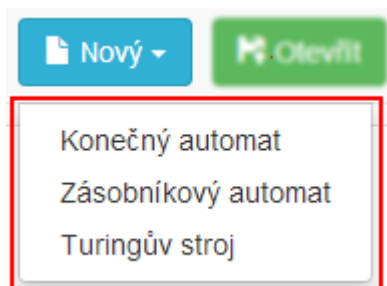 Nový
Otevřít
Konečný automat
Zásobníkový automat
Turingův stroj